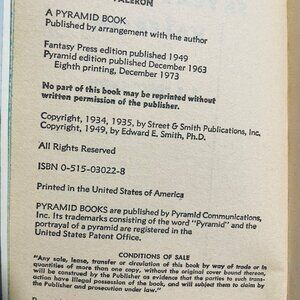 VALERON
A PYRAMID BOOK
Published by arrangement with the author
Fantasy Press edition published 1949
Pyramid edition published December 1963
Eighth printing, December 1973
No part of this book may be reprinted without
written permission of the publisher.
Copyright, 1934, 1935, by Street & Smith Publications, Inc.
Copyright, 1949, by Edward E. Smith, Ph.D.
All Rights Reserved
ISBN 0-515-03022-8
Printed in the United States of America
PYRAMID BOOKS are published by Pyramid Communications,
Inc. Its trademarks consisting of the word "Pyramid" and the
portrayal of a pyramid are registered in the
United States Patent Office.
CONDITIONS OF SALE
"Any sale, lease, transfer or circulation of this book by way of trade or in
quantities of more than one copy, without the original cover bound thereon,
will be construed by the Publisher as evidence that the parties to such trans-
action have illegal possession of the book, and will subject them to claim by
the Publisher and prosecution under law."